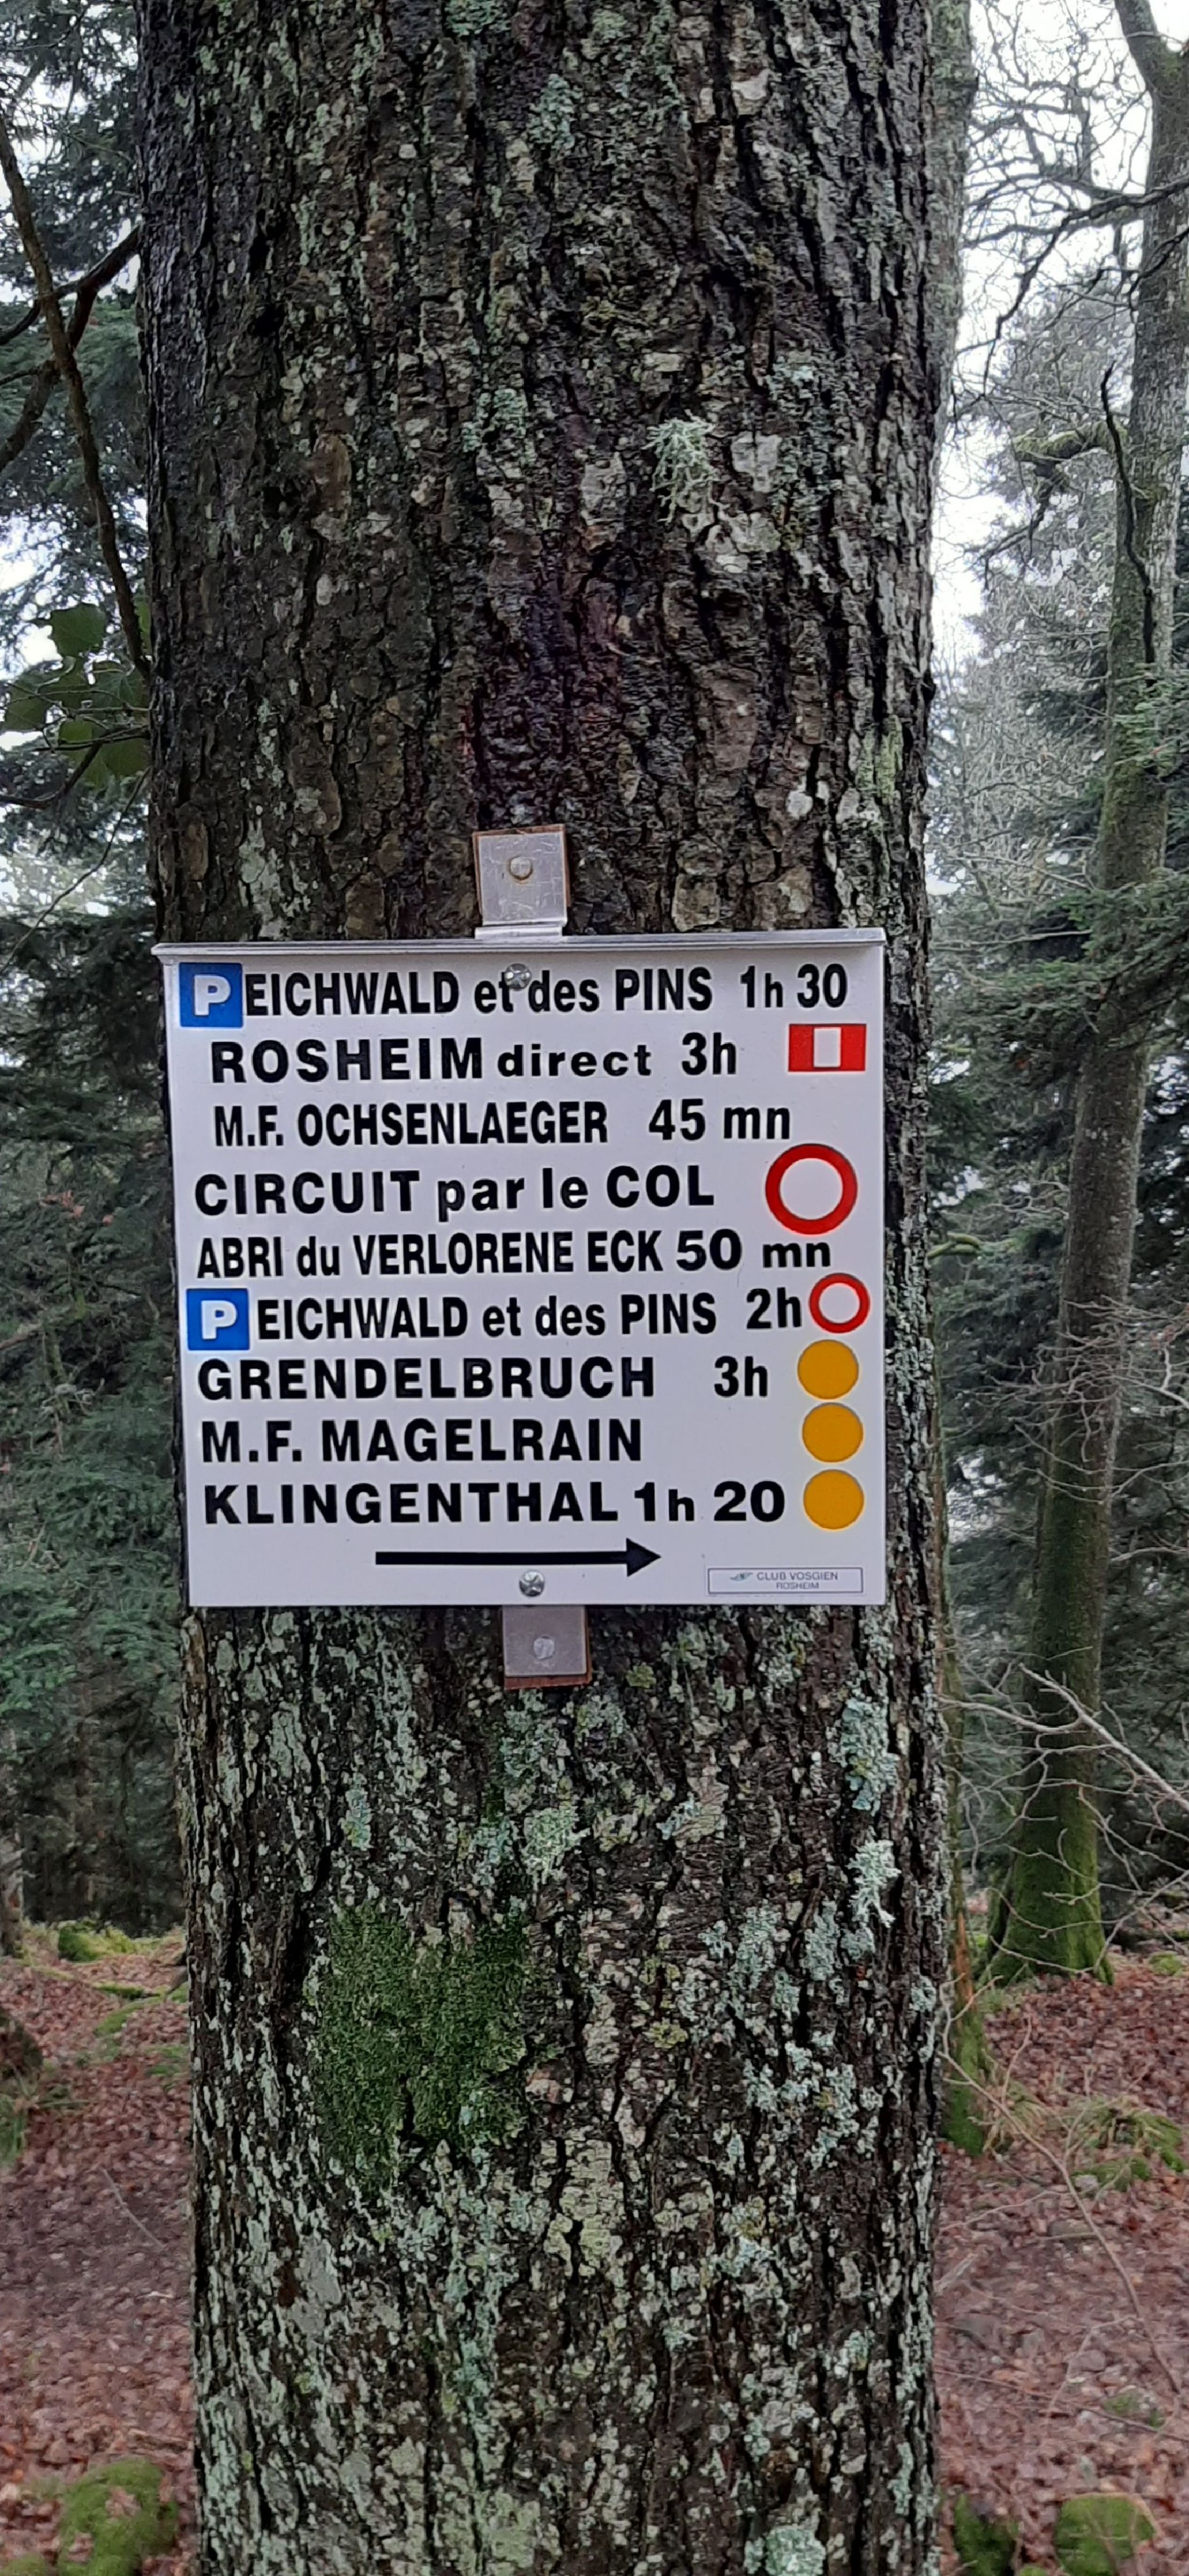 P EICHWALD et des PINS 1h 30
ROSHEIM direct 3h
M.F. OCHSENLAEGER 45 mn
CIRCUIT par le COL
ABRI du VERLORENE ECK 50 mn
P EICHWALD et des PINS 2h
GRENDELBRUCH 3h
M.F. MAGELRAIN
KLINGENTHAL 1h 20
CLUB VOSGIEN
ROSHEIM